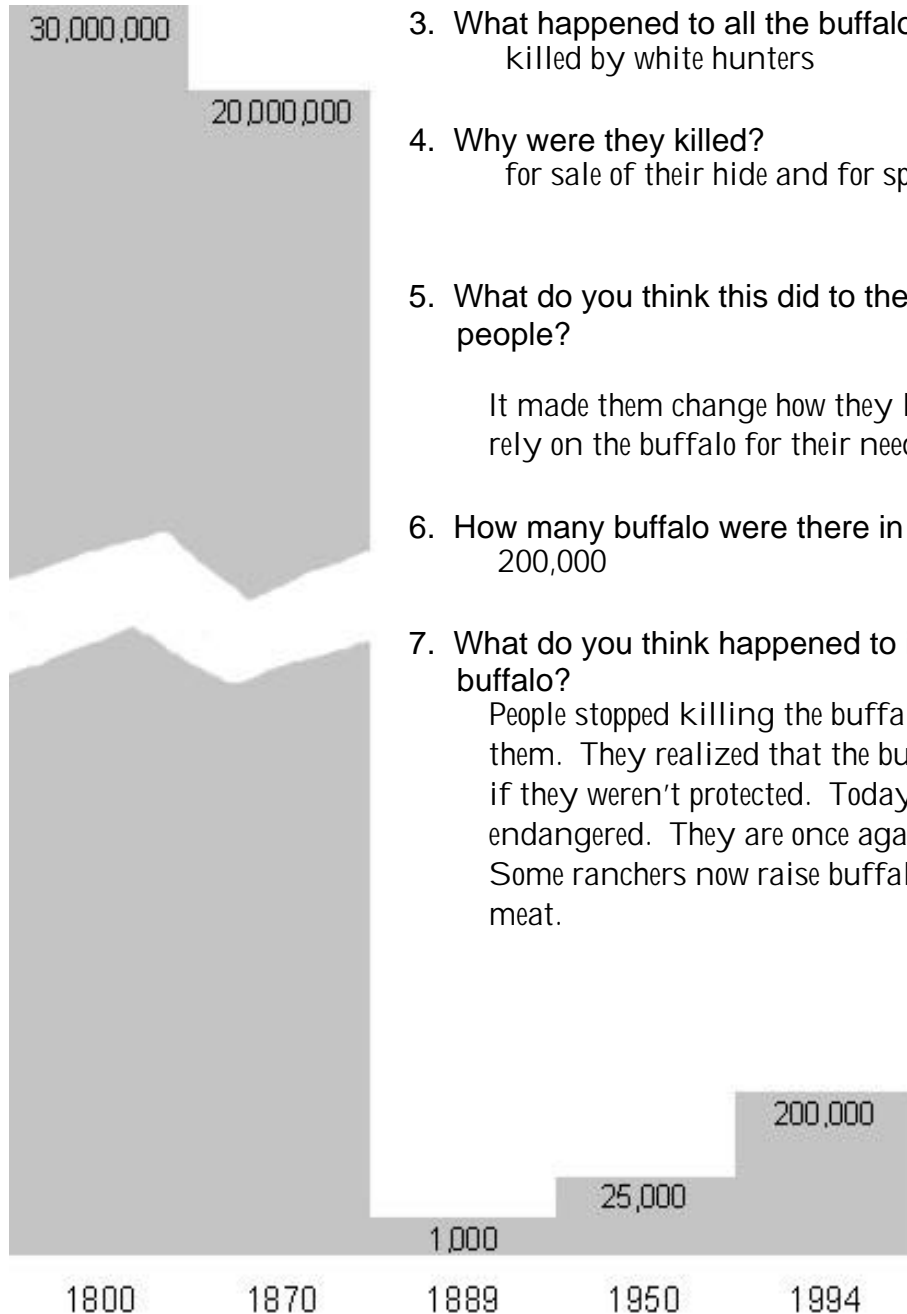 30,000,000
20,000,000
3. What happened to all the buffalo
killed by white hunters
4. Why were they killed?
for sale of their hide and for sp
5. What do you think this did to the
people?
It made them change how they
rely on the buffalo for their need
6. How many buffalo were there in
200,000
7. What do you think happened to
buffalo?
People stopped killing the buffa
them. They realized that the bu
if they weren't protected. Today
endangered. They are once aga
Some ranchers now raise buffal
meat.
200,000
25,000
1,000
1800 1870 1889 1950 1994